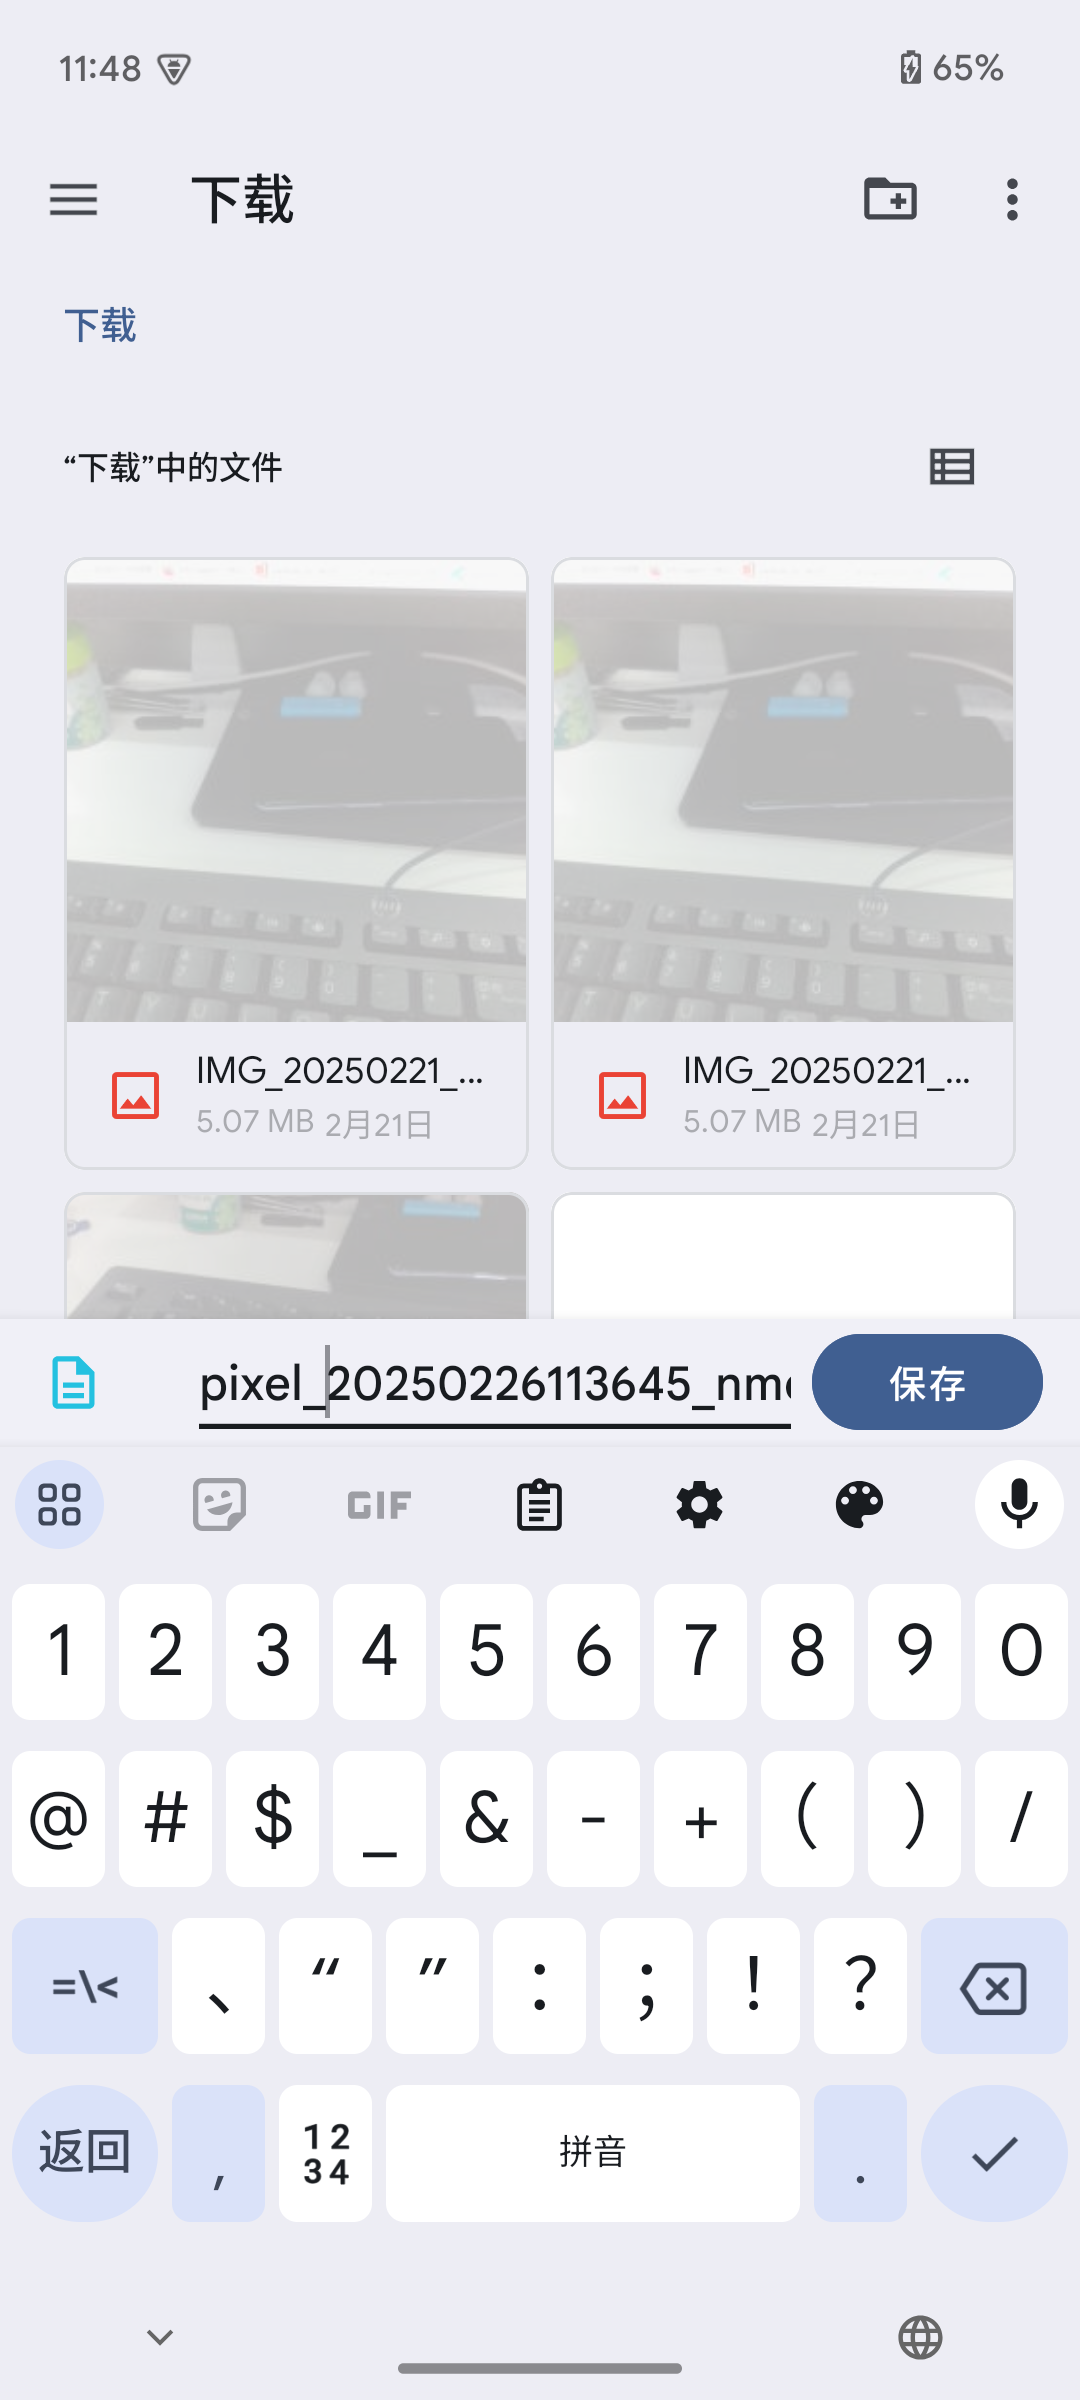 11:48
65%
下载
下载
“下载”中的文件
IMG_20250221_...
5.07 MB 2月21日
IMG_20250221_...
5.07 MB 2月21日
pixel_20250226113645_nm
保存
GIF
1 2 3 4 5 6 7 8 9 0
@ # $ _ & - + ( ) /
=\< 、 “ ” : ; ! ?
返回 , 12 拼音 .
34